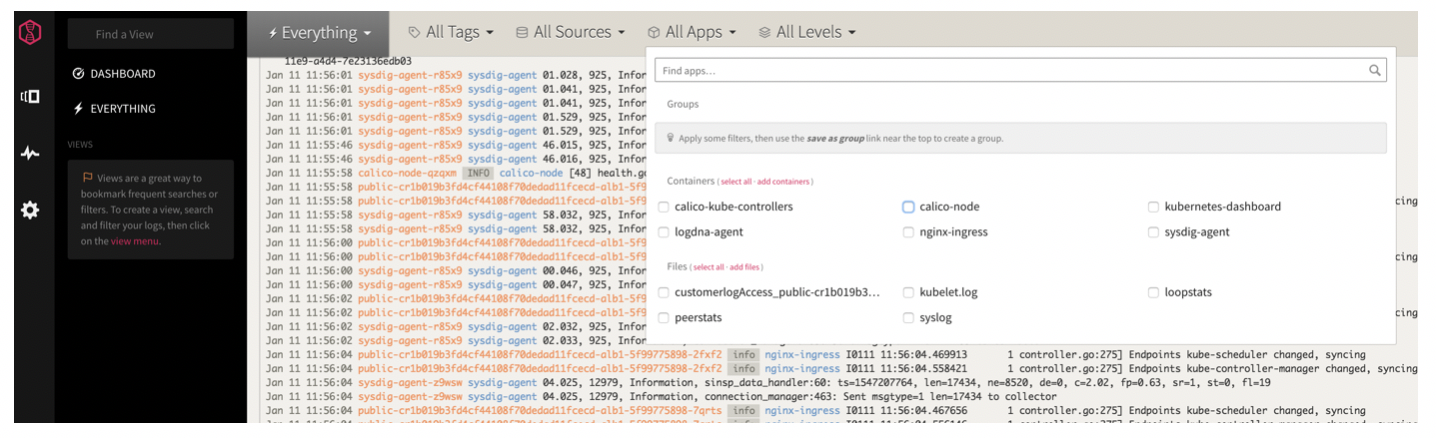 Find a View
DASHBOARD
EVERYTHING
VIEWS
Views are a great way to
bookmark frequent searches or
filters. To create a view, search
and filter your logs, then click
on the view menu.
Everything All Tags All Sources All Apps All Levels
Find apps...
Groups
Apply some filters, then use the save as group link near the top to create a group.
Containers ( select all · add containers )
calico-kube-controllers calico-node kubernetes-dashboard
logdna-agent nginx-ingress sysdig-agent
Files ( select all · add files )
customerlogAccess_public-cr1b019b3... kubelet.log loopstats
peerstats syslog
11e9-a4d4-7e23136edb03
Jan 11 11:56:01 sysdig-agent-r85x9 sysdig-agent 01.028, 925, Infor
Jan 11 11:56:01 sysdig-agent-r85x9 sysdig-agent 01.041, 925, Infor
Jan 11 11:56:01 sysdig-agent-r85x9 sysdig-agent 01.041, 925, Infor
Jan 11 11:56:01 sysdig-agent-r85x9 sysdig-agent 01.529, 925, Infor
Jan 11 11:56:01 sysdig-agent-r85x9 sysdig-agent 01.529, 925, Infor
Jan 11 11:55:46 sysdig-agent-r85x9 sysdig-agent 46.015, 925, Infor
Jan 11 11:55:46 sysdig-agent-r85x9 sysdig-agent 46.016, 925, Infor
Jan 11 11:55:58 calico-node-qzqxm INFO calico-node [48] health.g
Jan 11 11:55:58 public-cr1b019b3fd4cf44108f70dedad11fcecd-alb1-5f9
Jan 11 11:55:58 sysdig-agent-r85x9 sysdig-agent 58.032, 925, Infor cing
Jan 11 11:55:58 sysdig-agent-r85x9 sysdig-agent 58.032, 925, Infor
Jan 11 11:55:58 sysdig-agent-r85x9 sysdig-agent 58.032, 925, Infor
Jan 11 11:56:00 public-cr1b019b3fd4cf44108f70dedad11fcecd-alb1-5f9
Jan 11 11:56:00 public-cr1b019b3fd4cf44108f70dedad11fcecd-alb1-5f9 cing
Jan 11 11:56:00 sysdig-agent-r85x9 sysdig-agent 00.046, 925, Infor
Jan 11 11:56:00 sysdig-agent-r85x9 sysdig-agent 00.047, 925, Infor
Jan 11 11:56:02 public-cr1b019b3fd4cf44108f70dedad11fcecd-alb1-5f9
Jan 11 11:56:02 public-cr1b019b3fd4cf44108f70dedad11fcecd-alb1-5f9 cing
Jan 11 11:56:02 sysdig-agent-r85x9 sysdig-agent 02.032, 925, Infor
Jan 11 11:56:02 sysdig-agent-r85x9 sysdig-agent 02.033, 925, Infor
Jan 11 11:56:04 public-cr1b019b3fd4cf44108f70dedad11fcecd-alb1-5f99775898-2fxf2 info nginx-ingress I0111 11:56:04.469913 1 controller.go:275] Endpoints kube-scheduler changed, syncing
Jan 11 11:56:04 public-cr1b019b3fd4cf44108f70dedad11fcecd-alb1-5f99775898-2fxf2 info nginx-ingress I0111 11:56:04.558421 1 controller.go:275] Endpoints kube-controller-manager changed, syncing
Jan 11 11:56:04 sysdig-agent-z9wsw sysdig-agent 04.025, 12979, Information, sinsp_data_handler:60: ts=1547207764, len=17434, ne=8520, de=0, c=2.02, fp=0.63, sr=1, st=0, fl=19
Jan 11 11:56:04 sysdig-agent-z9wsw sysdig-agent 04.025, 12979, Information, connection_manager:463: Sent msgtype=1 len=17434 to collector
Jan 11 11:56:04 public-cr1b019b3fd4cf44108f70dedad11fcecd-alb1-5f99775898-7qrts info nginx-ingress I0111 11:56:04.467656 1 controller.go:275] Endpoints kube-scheduler changed, syncing